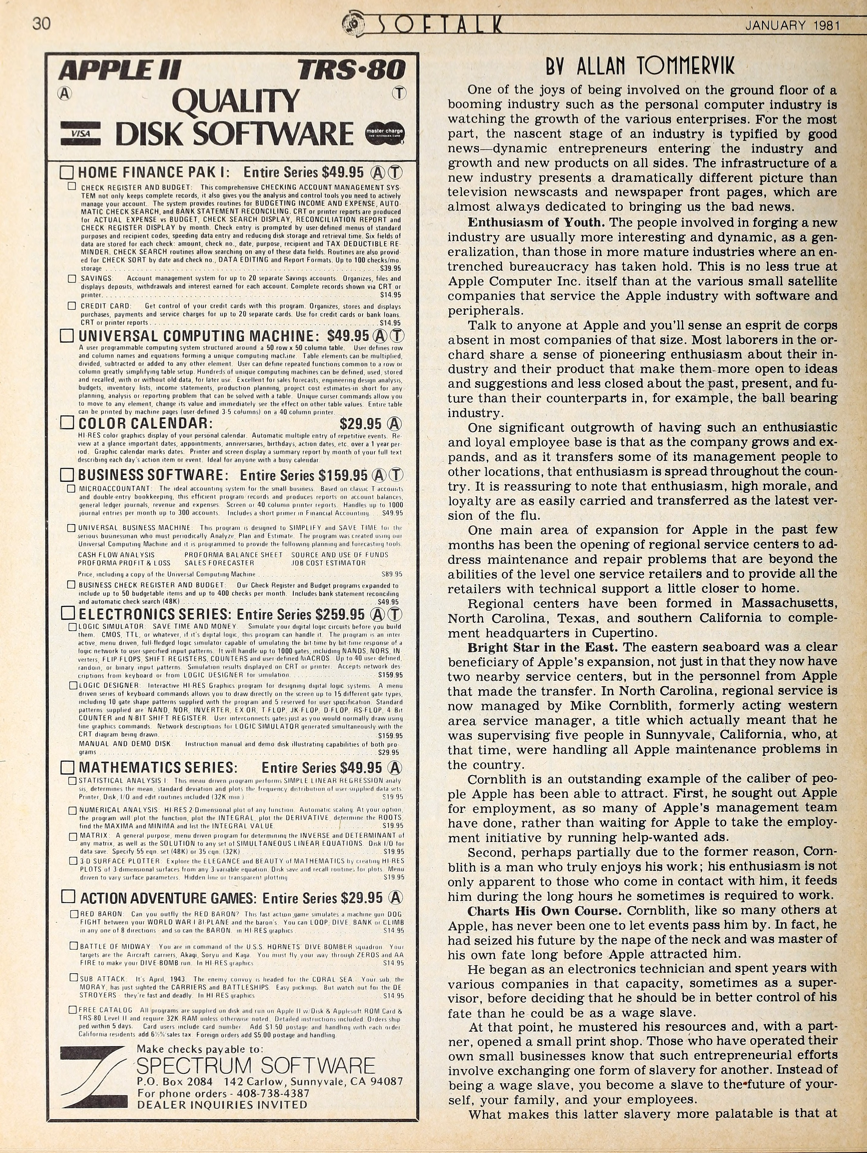 30
SOFTALK
JANUARY 1981
APPLE II TRS•80
A T
QUALITY
VISA DISK SOFTWARE master charge
HOME FINANCE PAK I: Entire Series $49.95 A T
CHECK REGISTER AND BUDGET: This comprehensive CHECKING ACCOUNT MANAGEMENT SYS-
TEM not only keeps complete records, it also gives you the analysis and control tools you need to actively
manage your account. The system provides routines for BUDGETING INCOME AND EXPENSE, AUTO-
MATIC CHECK SEARCH, and BANK STATEMENT RECONCILING. CRT or printer reports are produced
for ACTUAL EXPENSE vs BUDGET, CHECK SEARCH DISPLAY, RECONCILIATION REPORT and
CHECK REGISTER DISPLAY by month. Check entry is prompted by user-defined menus of standard
purposes and recipient codes, speeding data entry and reducing disk storage and retrieval time. Six fields of
data are stored for each check: amount, check no., date, purpose, recipient and TAX DEDUCTIBLE RE-
MINDER. CHECK SEARCH routines allow searching on any of these data fields. Routines are also provid-
ed for CHECK SORT by date and check no., DATA EDITING and Report Formats. Up to 100 checks/mo.
storage $39.95
SAVINGS: Account management system for up to 20 separate Savings accounts. Organizes, files and
displays deposits, withdrawals and interest earned for each account. Complete records shown via CRT or
printer $14.95
CREDIT CARD: Get control of your credit cards with this program. Organizes, stores and displays
purchases, payments and service charges for up to 20 separate cards. Use for credit cards or bank loans.
CRT or printer reports $14.95
UNIVERSAL COMPUTING MACHINE: $49.95 A T
A user programmable computing system structured around a 50 row x 50 column table. User defines row
and column names and equations forming a unique computing machine. Table elements can be multiplied,
divided, subtracted or added to any other element. User can define repeated functions common to a row or
column greatly simplifying table setup. Hundreds of unique computing machines can be defined, used, stored
and recalled, with or without old data, for later use. Excellent for sales forecasts, engineering design analysis,
budgets, inventory lists, income statements, production planning, project cost estimates in short for any
planning, analysis or reporting problem that can be solved with a table. Unique curser commands allow you
to move to any element, change its value and immediately see the effect on other table values. Entire table
can be printed by machine pages (user defined 3-5 columns) on a 40 column printer.
COLOR CALENDAR: $29.95 A
HI-RES color graphics display of your personal calendar. Automatic multiple entry of repetitive events. Re-
view at a glance important dates, appointments, anniversaries, birthdays, action dates, etc. over a 1 year per-
iod. Graphic calendar marks dates. Printer and screen display a summary report by month of your full text
describing each day's action item or event. Ideal for anyone with a busy calendar.
BUSINESS SOFTWARE: Entire Series $159.95 A T
MICROACCOUNTANT: The ideal accounting system for the small business. Based on classic T accounts
and double-entry bookkeeping, this efficient program records and produces reports on account balances,
general ledger journals, revenue and expenses. Screen or 40 column printer reports. Handles up to 1000
journal entries per month up to 300 accounts. Includes a short primer in Financial Accounting $49.95
UNIVERSAL BUSINESS MACHINE: This program is designed to SIMPLIFY and SAVE TIME for the
serious businessman who must periodically Analyze, Plan and Estimate. The program was created using our
Universal Computing Machine and it is programmed to provide the following planning and forecasting tools.
CASH FLOW ANALYSIS PROFORMA BALANCE SHEET SOURCE AND USE OF FUNDS
PROFORMA PROFIT & LOSS SALES FORECASTER JOB COST ESTIMATOR
Price, including a copy of the Universal Computing Machine $89.95
BUSINESS CHECK REGISTER AND BUDGET: Our Check Register and Budget programs expanded to
include up to 50 budgetable items and up to 400 checks per month. Includes bank statement reconciling
and automatic check search (48K) $49.95
ELECTRONICS SERIES: Entire Series $259.95 A T
LOGIC SIMULATOR: SAVE TIME AND MONEY. Simulate your digital logic circuits before you build
them. CMOS, TTL, or whatever, if it's digital logic, this program can handle it. The program is an inter-
active, menu driven, full-fledged logic simulator capable of simulating the bit-time by bit-time response of a
logic network to user specified input patterns. It will handle up to 1000 gates, including NANDS, NORS, IN-
verters, FLIP FLOPS, SHIFT REGISTERS, COUNTERS and user defined MACROS. Up to 40 user defined,
random, or binary input patterns. Simulation results displayed on CRT or printer. Accepts network des-
criptions from keyboard or from LOGIC DESIGNER for simulation. $159.95
LOGIC DESIGNER: Interactive HI-RES Graphics program for designing digital logic systems. A menu
driven series of keyboard commands allows you to draw directly on the screen up to 15 different gate types,
including 10 gate shape patterns supplied with the program and 5 reserved for user specification. Standard
patterns supplied are NAND, NOR, INVERTER, EX-OR, T-FLOP, JK-FLOP, D-FLOP, RS-FLOP, 4 Bit
COUNTER and N-BIT SHIFT REGISTER. User interconnects gates just as you would normally draw using
line graphics commands. Network descriptions for LOGIC SIMULATOR generated simultaneously with the
CRT diagram being drawn. $159.95
MANUAL AND DEMO DISK: Instruction manual and demo disk illustrating capabilities of both pro-
grams $29.95
MATHEMATICS SERIES: Entire Series $49.95 A T
STATISTICAL ANALYSIS I: This menu driven program performs SIMPLE LINEAR REGRESSION analy-
sis, determines the mean, standard deviation and plots the frequency distribution of user supplied data sets.
Printer, Disk, I/O and edit routines included (32K min.) $19.95
NUMERICAL ANALYSIS: HI-RES 2-Dimensional plot of any function. Automatic scaling. At your option,
the program will plot the function, plot the INTEGRAL, plot the DERIVATIVE, determine the ROOTS,
find the MAXIMA and MINIMA and list the INTEGRAL VALUE. $19.95
MATRIX: A general purpose, menu driven program for determining the INVERSE and DETERMINANT of
any matrix, as well as the SOLUTION to any set of SIMULTANEOUS LINEAR EQUATIONS. Disk I/O for
data save. Specify 55 eqn. set (48K) or 35 eqn. (32K) $19.95
3-D SURFACE PLOTTER: Explore the ELEGANCE and BEAUTY of MATHEMATICS by creating HI-RES
PLOTS of 3-dimensional surfaces from any 3-variable equation. Disk save and recall routines for plots. Menu
driven to vary surface parameters. Hidden line or transparent plotting $19.95
ACTION ADVENTURE GAMES: Entire Series $29.95 A
RED BARON: Can you outfly the RED BARON? This fast action game simulates a machine-gun DOG-
FIGHT between your WORLD WAR I BI-PLANE and the baron's. You can LOOP, DIVE, BANK or CLIMB
in any one of 8 directions - and so can the BARON. In HI-RES graphics $14.95
BATTLE OF MIDWAY: You are in command of the U.S.S. HORNETS' DIVE-BOMBER squadron. Your
targets are the Aircraft carriers, Akagi, Soryu and Kaga. You must fly your way through ZEROS and AA
FIRE to make your DIVE-BOMB run. In HI-RES graphics $14.95
SUB ATTACK: It's April, 1943. The enemy convoy is headed for the CORAL SEA. Your sub, the
MORAY, has just sighted the CARRIERS and BATTLESHIPS. Easy pickings. But watch out for the DE-
STROYERS - they're fast and deadly. In HI-RES graphics $14.95
FREE CATALOG All programs are supplied on disk and run on Apple II w/Disk & Applesoft ROM Card &
TRS-80 Level II and require 32K RAM unless otherwise noted. Detailed instructions included. Orders ship-
ped within 5 days. Card users include card number. Add $1.50 postage and handling with each order.
California residents add 6½% sales tax. Foreign orders add $5.00 postage and handling.
Make checks payable to:
SPECTRUM SOFTWARE
P.O. Box 2084 142 Carlow, Sunnyvale, CA 94087
For phone orders - 408-738-4387
DEALER INQUIRIES INVITED
BY ALLAN TOMMERVIK
One of the joys of being involved on the ground floor of a
booming industry such as the personal computer industry is
watching the growth of the various enterprises. For the most
part, the nascent stage of an industry is typified by good
news—dynamic entrepreneurs entering the industry and
growth and new products on all sides. The infrastructure of a
new industry presents a dramatically different picture than
television newscasts and newspaper front pages, which are
almost always dedicated to bringing us the bad news.
Enthusiasm of Youth. The people involved in forging a new
industry are usually more interesting and dynamic, as a gen-
eralization, than those in more mature industries where an en-
trenched bureaucracy has taken hold. This is no less true at
Apple Computer Inc. itself than at the various small satellite
companies that service the Apple industry with software and
peripherals.
Talk to anyone at Apple and you'll sense an esprit de corps
absent in most companies of that size. Most laborers in the or-
chard share a sense of pioneering enthusiasm about their in-
dustry and their product that make them more open to ideas
and suggestions and less closed about the past, present, and fu-
ture than their counterparts in, for example, the ball bearing
industry.
One significant outgrowth of having such an enthusiastic
and loyal employee base is that as the company grows and ex-
pands, and as it transfers some of its management people to
other locations, that enthusiasm is spread throughout the coun-
try. It is reassuring to note that enthusiasm, high morale, and
loyalty are as easily carried and transferred as the latest ver-
sion of the flu.
One main area of expansion for Apple in the past few
months has been the opening of regional service centers to ad-
dress maintenance and repair problems that are beyond the
abilities of the level one service retailers and to provide all the
retailers with technical support a little closer to home.
Regional centers have been formed in Massachusetts,
North Carolina, Texas, and southern California to comple-
ment headquarters in Cupertino.
Bright Star in the East. The eastern seaboard was a clear
beneficiary of Apple's expansion, not just in that they now have
two nearby service centers, but in the personnel from Apple
that made the transfer. In North Carolina, regional service is
now managed by Mike Cornblith, formerly acting western
area service manager, a title which actually meant that he
was supervising five people in Sunnyvale, California, who, at
that time, were handling all Apple maintenance problems in
the country.
Cornblith is an outstanding example of the caliber of peo-
ple Apple has been able to attract. First, he sought out Apple
for employment, as so many of Apple's management team
have done, rather than waiting for Apple to take the employ-
ment initiative by running help-wanted ads.
Second, perhaps partially due to the former reason, Corn-
blith is a man who truly enjoys his work; his enthusiasm is not
only apparent to those who come in contact with him, it feeds
him during the long hours he sometimes is required to work.
Charts His Own Course. Cornblith, like so many others at
Apple, has never been one to let events pass him by. In fact, he
had seized his future by the nape of the neck and was master of
his own fate long before Apple attracted him.
He began as an electronics technician and spent years with
various companies in that capacity, sometimes as a super-
visor, before deciding that he should be in better control of his
fate than he could be as a wage slave.
At that point, he mustered his resources and, with a part-
ner, opened a small print shop. Those who have operated their
own small businesses know that such entrepreneurial efforts
involve exchanging one form of slavery for another. Instead of
being a wage slave, you become a slave to the future of your-
self, your family, and your employees.
What makes this latter slavery more palatable is that at